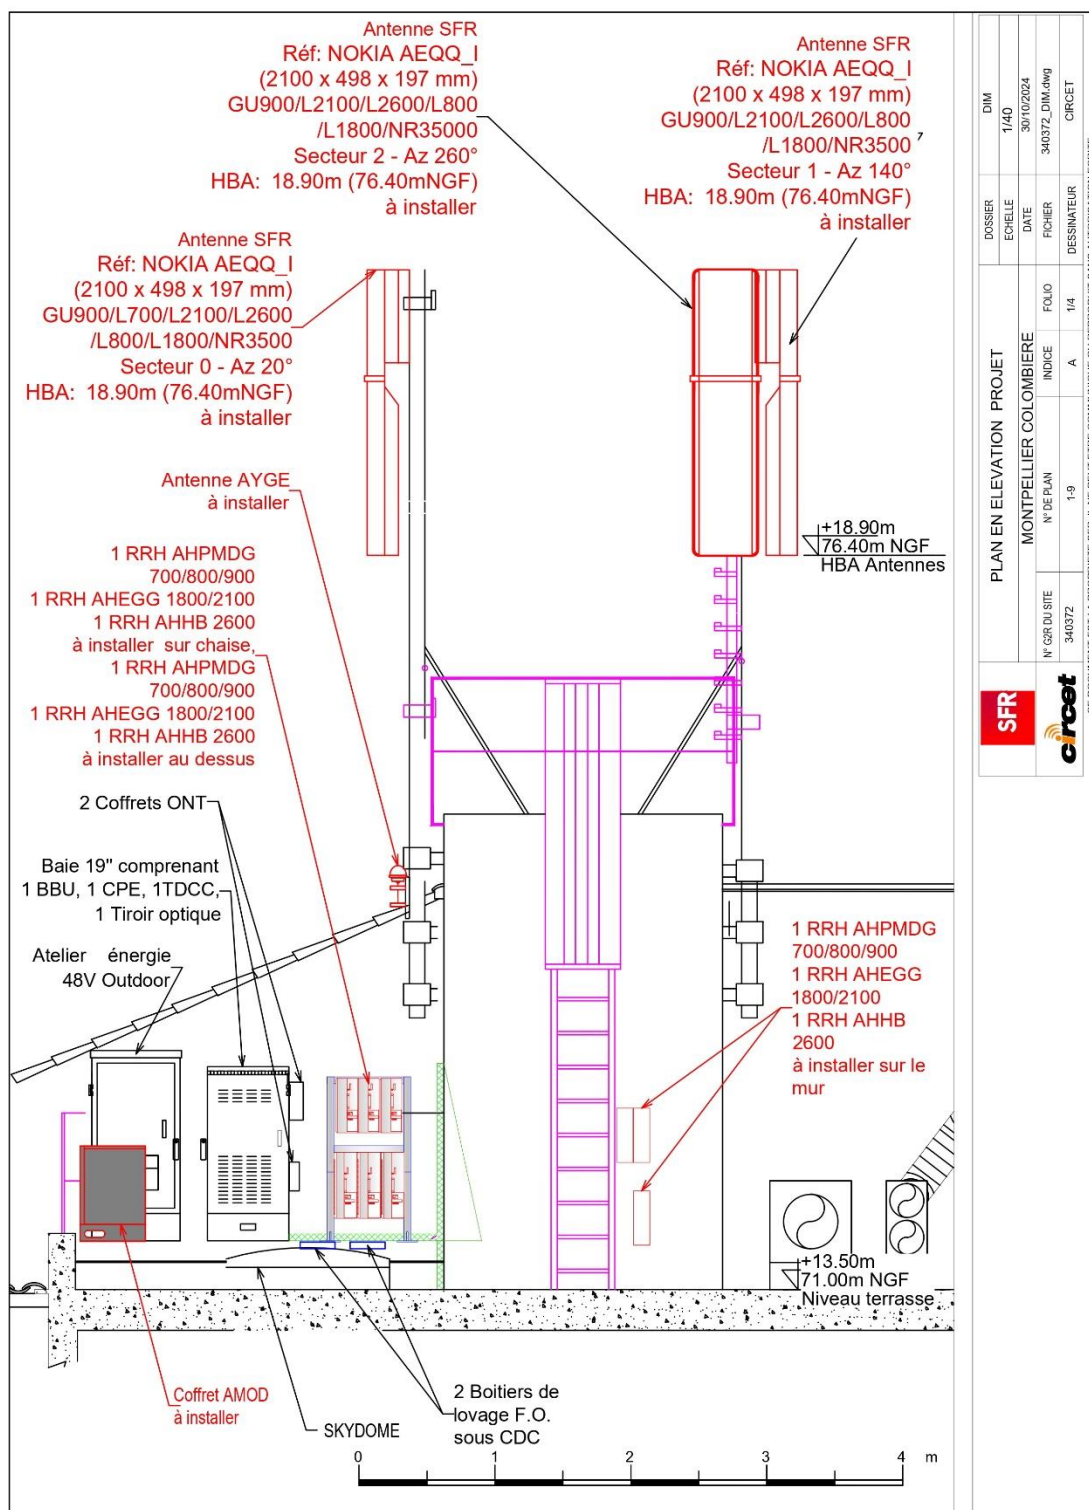 Antenne SFR
Réf: NOKIA AEQQ_I
(2100 x 498 x 197 mm)
GU900/L2100/L2600/L800
/L1800/NR35000
Secteur 2 - Az 260°
HBA: 18.90m (76.40mNGF)
à installer
Antenne SFR
Réf: NOKIA AEQQ_I
(2100 x 498 x 197 mm)
GU900/L2100/L2600/L800
/L1800/NR3500
Secteur 1 - Az 140°
HBA: 18.90m (76.40mNGF)
à installer
Antenne SFR
Réf: NOKIA AEQQ_I
(2100 x 498 x 197 mm)
GU900/L700/L2100/L2600
/L800/L1800/NR3500
Secteur 0 - Az 20°
HBA: 18.90m (76.40mNGF)
à installer
Antenne AYGE
à installer
+18.90m
76.40m NGF
HBA Antennes
1 RRH AHPMDG
700/800/900
1 RRH AHEGG 1800/2100
1 RRH AHHB 2600
à installer sur chaise,
1 RRH AHPMDG
700/800/900
1 RRH AHEGG 1800/2100
1 RRH AHHB 2600
à installer au dessus
2 Coffrets ONT
Baie 19" comprenant
1 BBU, 1 CPE, 1TDCC,
1 Tiroir optique
Atelier énergie
48V Outdoor
1 RRH AHPMDG
700/800/900
1 RRH AHEGG
1800/2100
1 RRH AHHB
2600
à installer sur le
mur
+13.50m
71.00m NGF
Niveau terrasse
Coffret AMOD
à installer
SKYDOME
2 Boitiers de
lovage F.O.
sous CDC
0 1 2 3 4 m
SFR
circet
PLAN EN ELEVATION PROJET
MONTPELLIER COLOMBIERE
N° G2R DU SITE
340372
N° DE PLAN
1-9
INDICE
A
FOLIO
1/4
DOSSIER
DIM
ECHELLE
1/40
DATE
30/10/2024
FICHIER
340372_DIM.dwg
DESSINATEUR
CIRCET